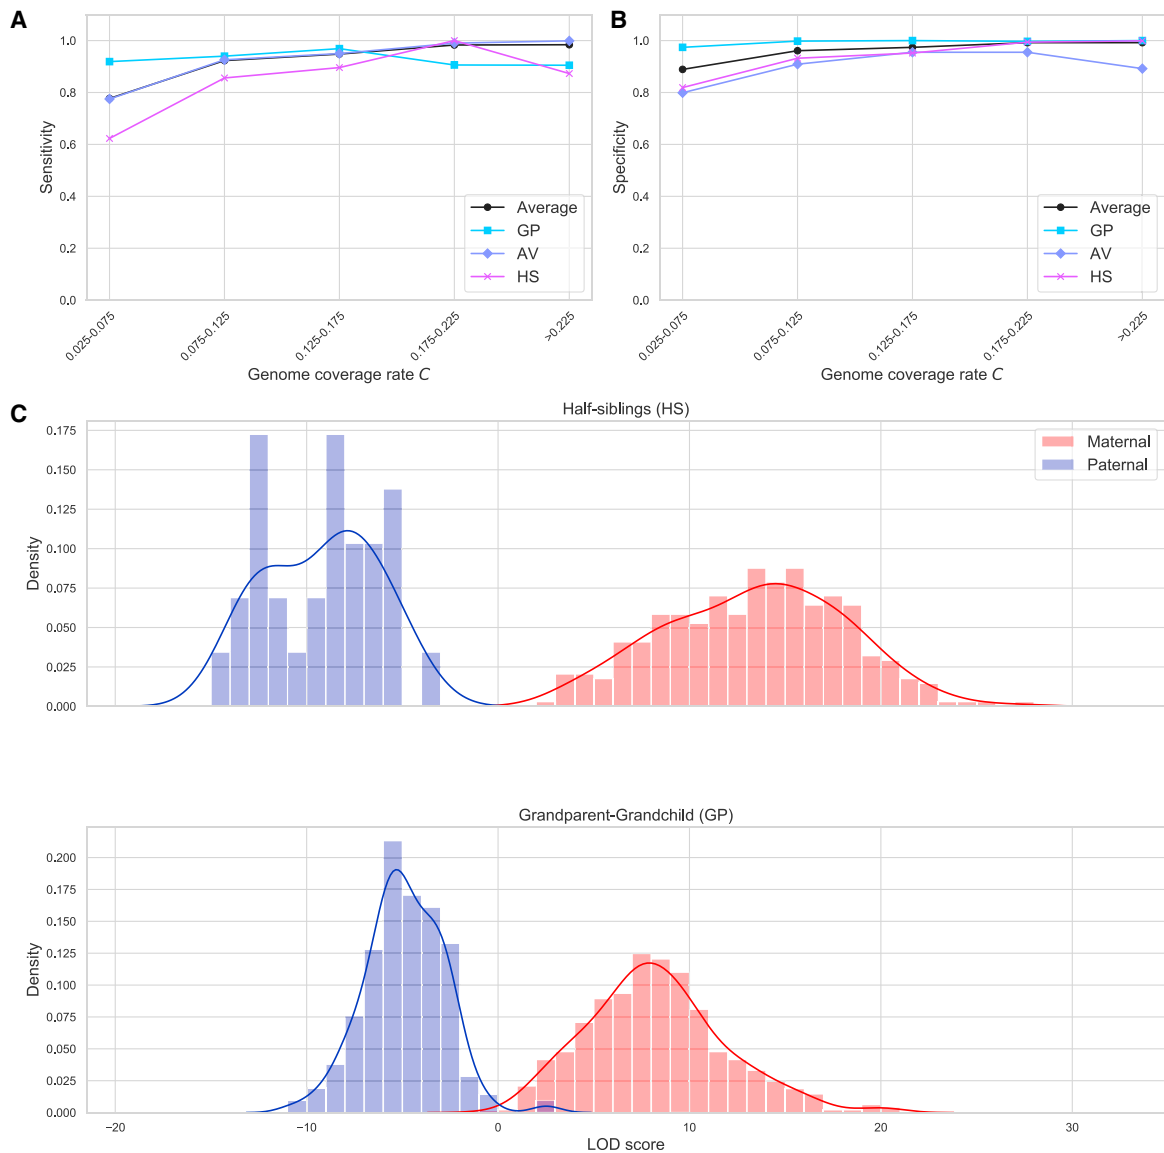 A
1.0
0.8
0.6
0.4
0.2
0.0
Sensitivity
Average
GP
AV
HS
0.025-0.075
0.075-0.125
0.125-0.175
0.175-0.225
>0.225
Genome coverage rate C
B
1.0
0.8
0.6
0.4
0.2
0.0
Specificity
Average
GP
AV
HS
0.025-0.075
0.075-0.125
0.125-0.175
0.175-0.225
>0.225
Genome coverage rate C
C
Half-siblings (HS)
0.175
0.150
0.125
0.100
0.075
0.050
0.025
0.000
Density
Maternal
Paternal
Grandparent-Grandchild (GP)
0.200
0.175
0.150
0.125
0.100
0.075
0.050
0.025
0.000
Density
−20 −10 0 10 20 30
LOD score